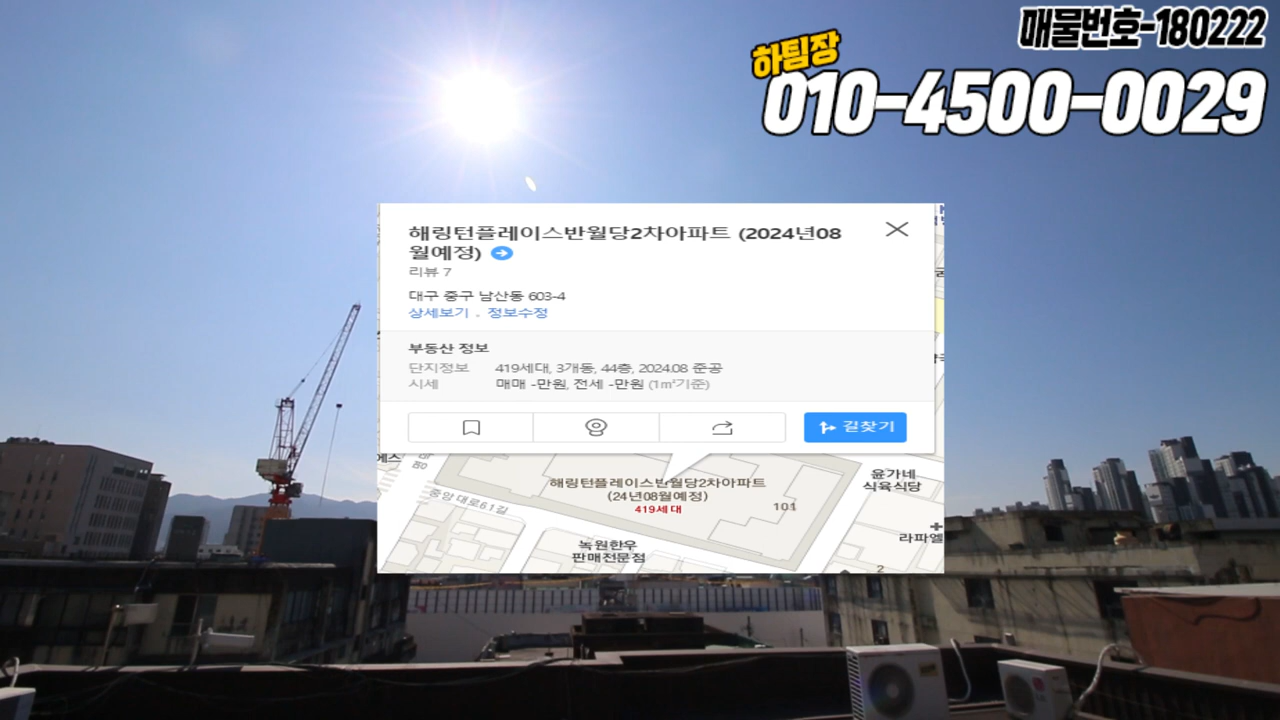 매물번호-180222
하팀장
010-4500-0029
해링턴플레이스반월당2차아파트 (2024년08
월예정)
리뷰 7
대구 중구 남산동 603-4
상세보기 정보수정
부동산 정보
단지정보 419세대, 3개동, 44층, 2024.08 준공
시세 매매 -만원, 전세 -만원 (1㎡기준)
길찾기
에스
중앙대로61길
해링턴플레이스반월당2차아파트
(24년08월예정)
419세대
101
윤가네
식육식당
라파엘
녹원한우
판매전문점
2